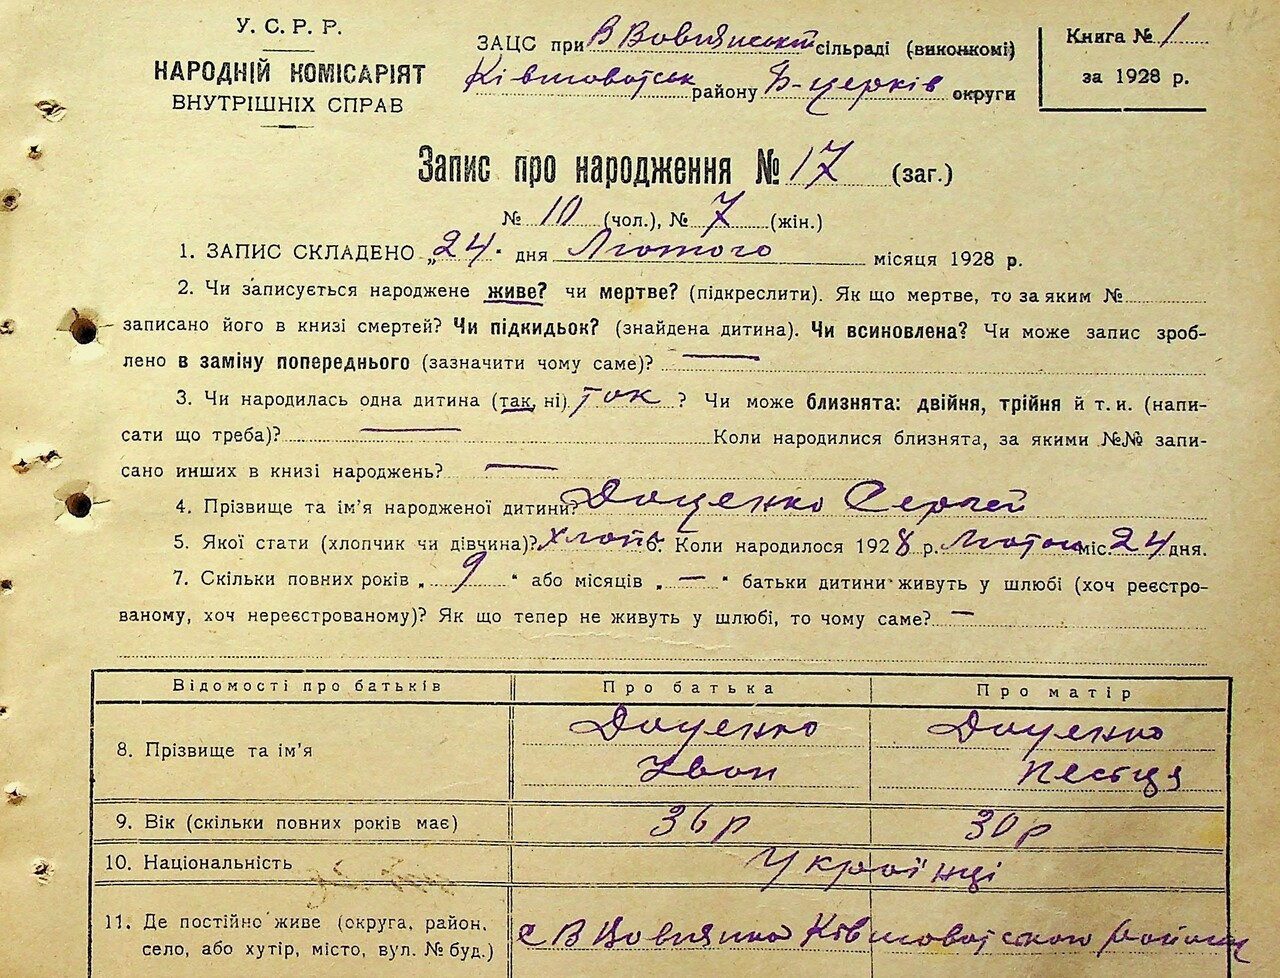 У. С. Р. Р.
НАРОДНІЙ КОМІСАРІЯТ
ВНУТРІШНІХ СПРАВ
ЗАЦС при В Вовнянській сільраді (виконкомі)
Ківшоватськ району Б-церків округи
Книга № 1
за 1928 р.
Запис про народження № 17 (заг.)
№ 10 (чол.), № 7 (жін.)
1. ЗАПИС СКЛАДЕНО „24" дня Лютого місяця 1928 р.
2. Чи записується народжене живе? чи мертве? (підкреслити). Як що мертве, то за яким №
записано його в книзі смертей? Чи підкидьок? (знайдена дитина). Чи всиновлена? Чи може запис зроб-
лено в заміну попереднього (зазначити чому саме)? —
3. Чи народилась одна дитина (так, ні) так ? Чи може близнята: двійня, трійня й т. и. (напи-
сати що треба)? — Коли народилися близнята, за якими №№ запи-
сано инших в книзі народжень? —
4. Прізвище та ім'я народженої дитини? Доценко Сергій
5. Якої стати (хлопчик чи дівчина)? хлопч 6. Коли народилося 1928 р. Лютого міс. 24 дня.
7. Скільки повних років „ 9 " або місяців „ — " батьки дитини живуть у шлюбі (хоч реєстро-
ваному, хоч нереєстрованому)? Як що тепер не живуть у шлюбі, то чому саме? —
Відомості про батьків Про батька Про матір
8. Прізвище та ім'я Доценко Іван Доценко
9. Вік (скільки повних років має) 36 р 30 р
10. Національність Українці
11. Де постійно живе (округа, район,
село, або хутір, місто, вул. № буд.) с В Вовнянка Ківшоватського району